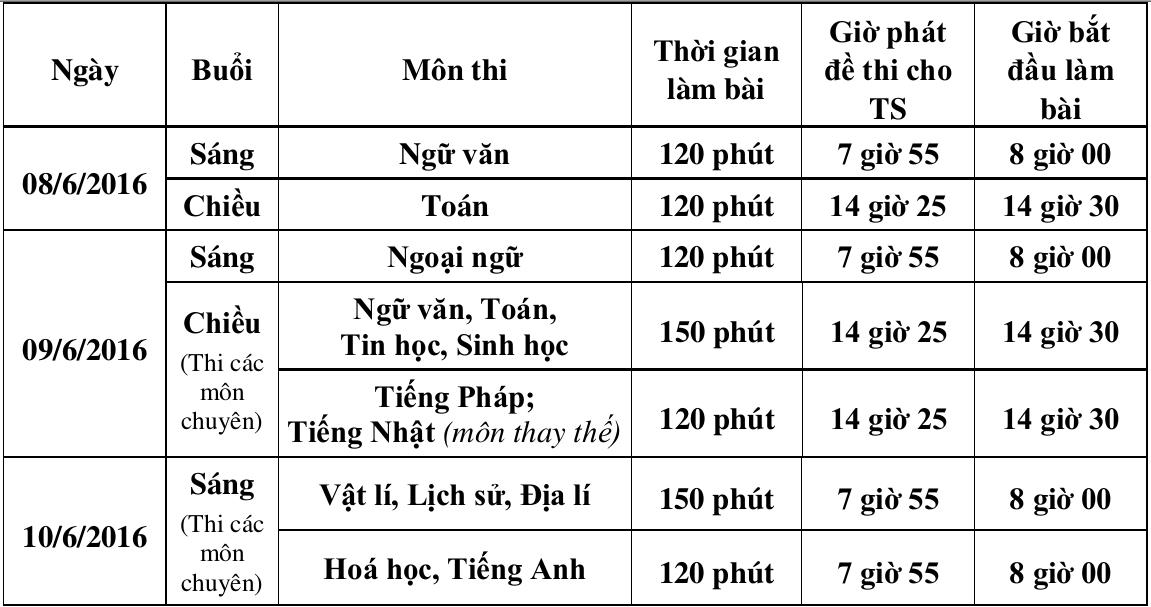 Ngày Buổi Môn thi Thời gian làm bài Giờ phát đề thi cho TS Giờ bắt đầu làm bài
08/6/2016
Sáng Ngữ văn 120 phút 7 giờ 55 8 giờ 00
Chiều Toán 120 phút 14 giờ 25 14 giờ 30
09/6/2016
Sáng Ngoại ngữ 120 phút 7 giờ 55 8 giờ 00
Chiều
(Thi các
môn
chuyên)
Ngữ văn, Toán,
Tin học, Sinh học
150 phút 14 giờ 25 14 giờ 30
Tiếng Pháp;
Tiếng Nhật (môn thay thế)
120 phút 14 giờ 25 14 giờ 30
10/6/2016
Sáng
(Thi các
môn
chuyên)
Vật lí, Lịch sử, Địa lí 150 phút 7 giờ 55 8 giờ 00
Hoá học, Tiếng Anh 120 phút 7 giờ 55 8 giờ 00